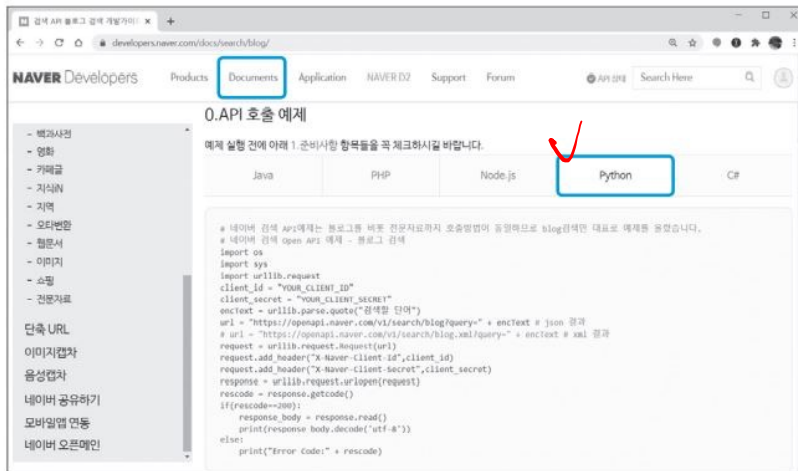 검색 API 블로그 검색 개발가이드
developers.naver.com/docs/search/blog/
NAVER Developers
Products Documents Application NAVER D2 Support Forum
API 상태 Search Here
- 백과사전
- 영화
- 카페글
- 지식iN
- 지역
- 오타변환
- 웹문서
- 이미지
- 쇼핑
- 전문자료
단축 URL
이미지캡차
음성캡차
네이버 공유하기
모바일앱 연동
네이버 오픈메인
0.API 호출 예제
예제 실행 전에 아래 1.준비사항 항목들을 꼭 체크하시길 바랍니다.
Java PHP Node.js Python C#
# 네이버 검색 API예제는 블로그를 비롯 전문자료까지 호출방법이 동일하므로 blog검색만 대표로 예제를 올렸습니다.
# 네이버 검색 Open API 예제 - 블로그 검색
import os
import sys
import urllib.request
client_id = "YOUR_CLIENT_ID"
client_secret = "YOUR_CLIENT_SECRET"
encText = urllib.parse.quote("검색할 단어")
url = "https://openapi.naver.com/v1/search/blog?query=" + encText # json 결과
# url = "https://openapi.naver.com/v1/search/blog.xml?query=" + encText # xml 결과
request = urllib.request.Request(url)
request.add_header("X-Naver-Client-Id",client_id)
request.add_header("X-Naver-Client-Secret",client_secret)
response = urllib.request.urlopen(request)
rescode = response.getcode()
if(rescode==200):
    response_body = response.read()
    print(response_body.decode('utf-8'))
else:
    print("Error Code:" + rescode)